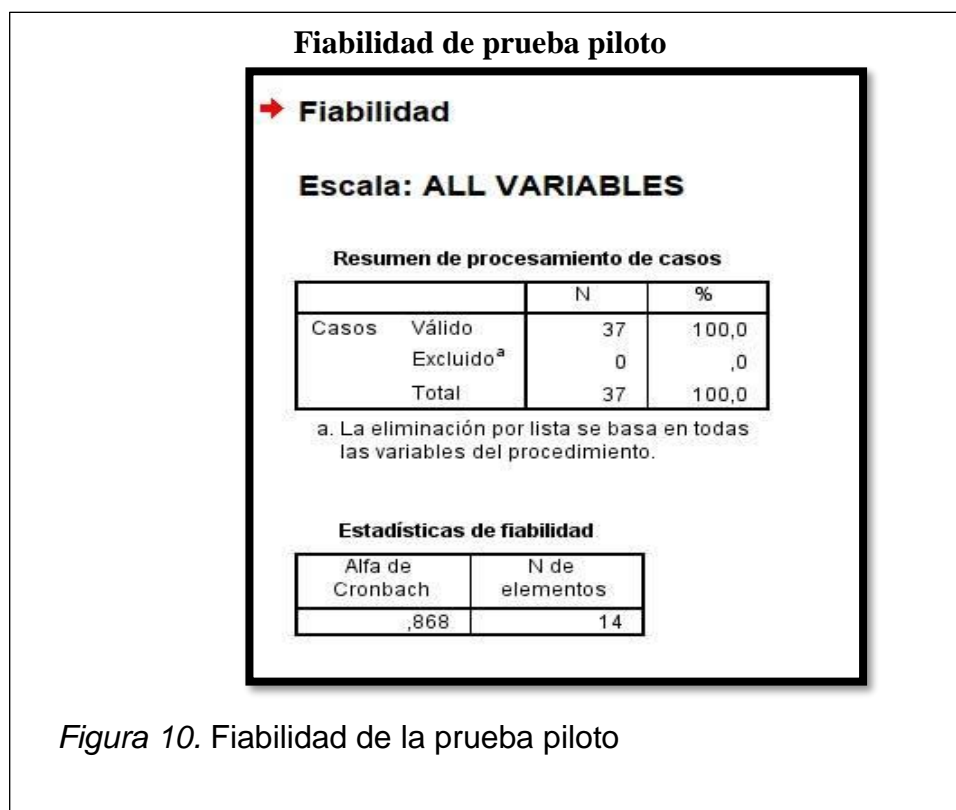 Fiabilidad de prueba piloto
Fiabilidad
Escala: ALL VARIABLES
Resumen de procesamiento de casos
N %
Casos Válido 37 100,0
Excluido^a 0 ,0
Total 37 100,0
a. La eliminación por lista se basa en todas
las variables del procedimiento.
Estadísticas de fiabilidad
Alfa de Cronbach N de elementos
,868 14
Figura 10. Fiabilidad de la prueba piloto